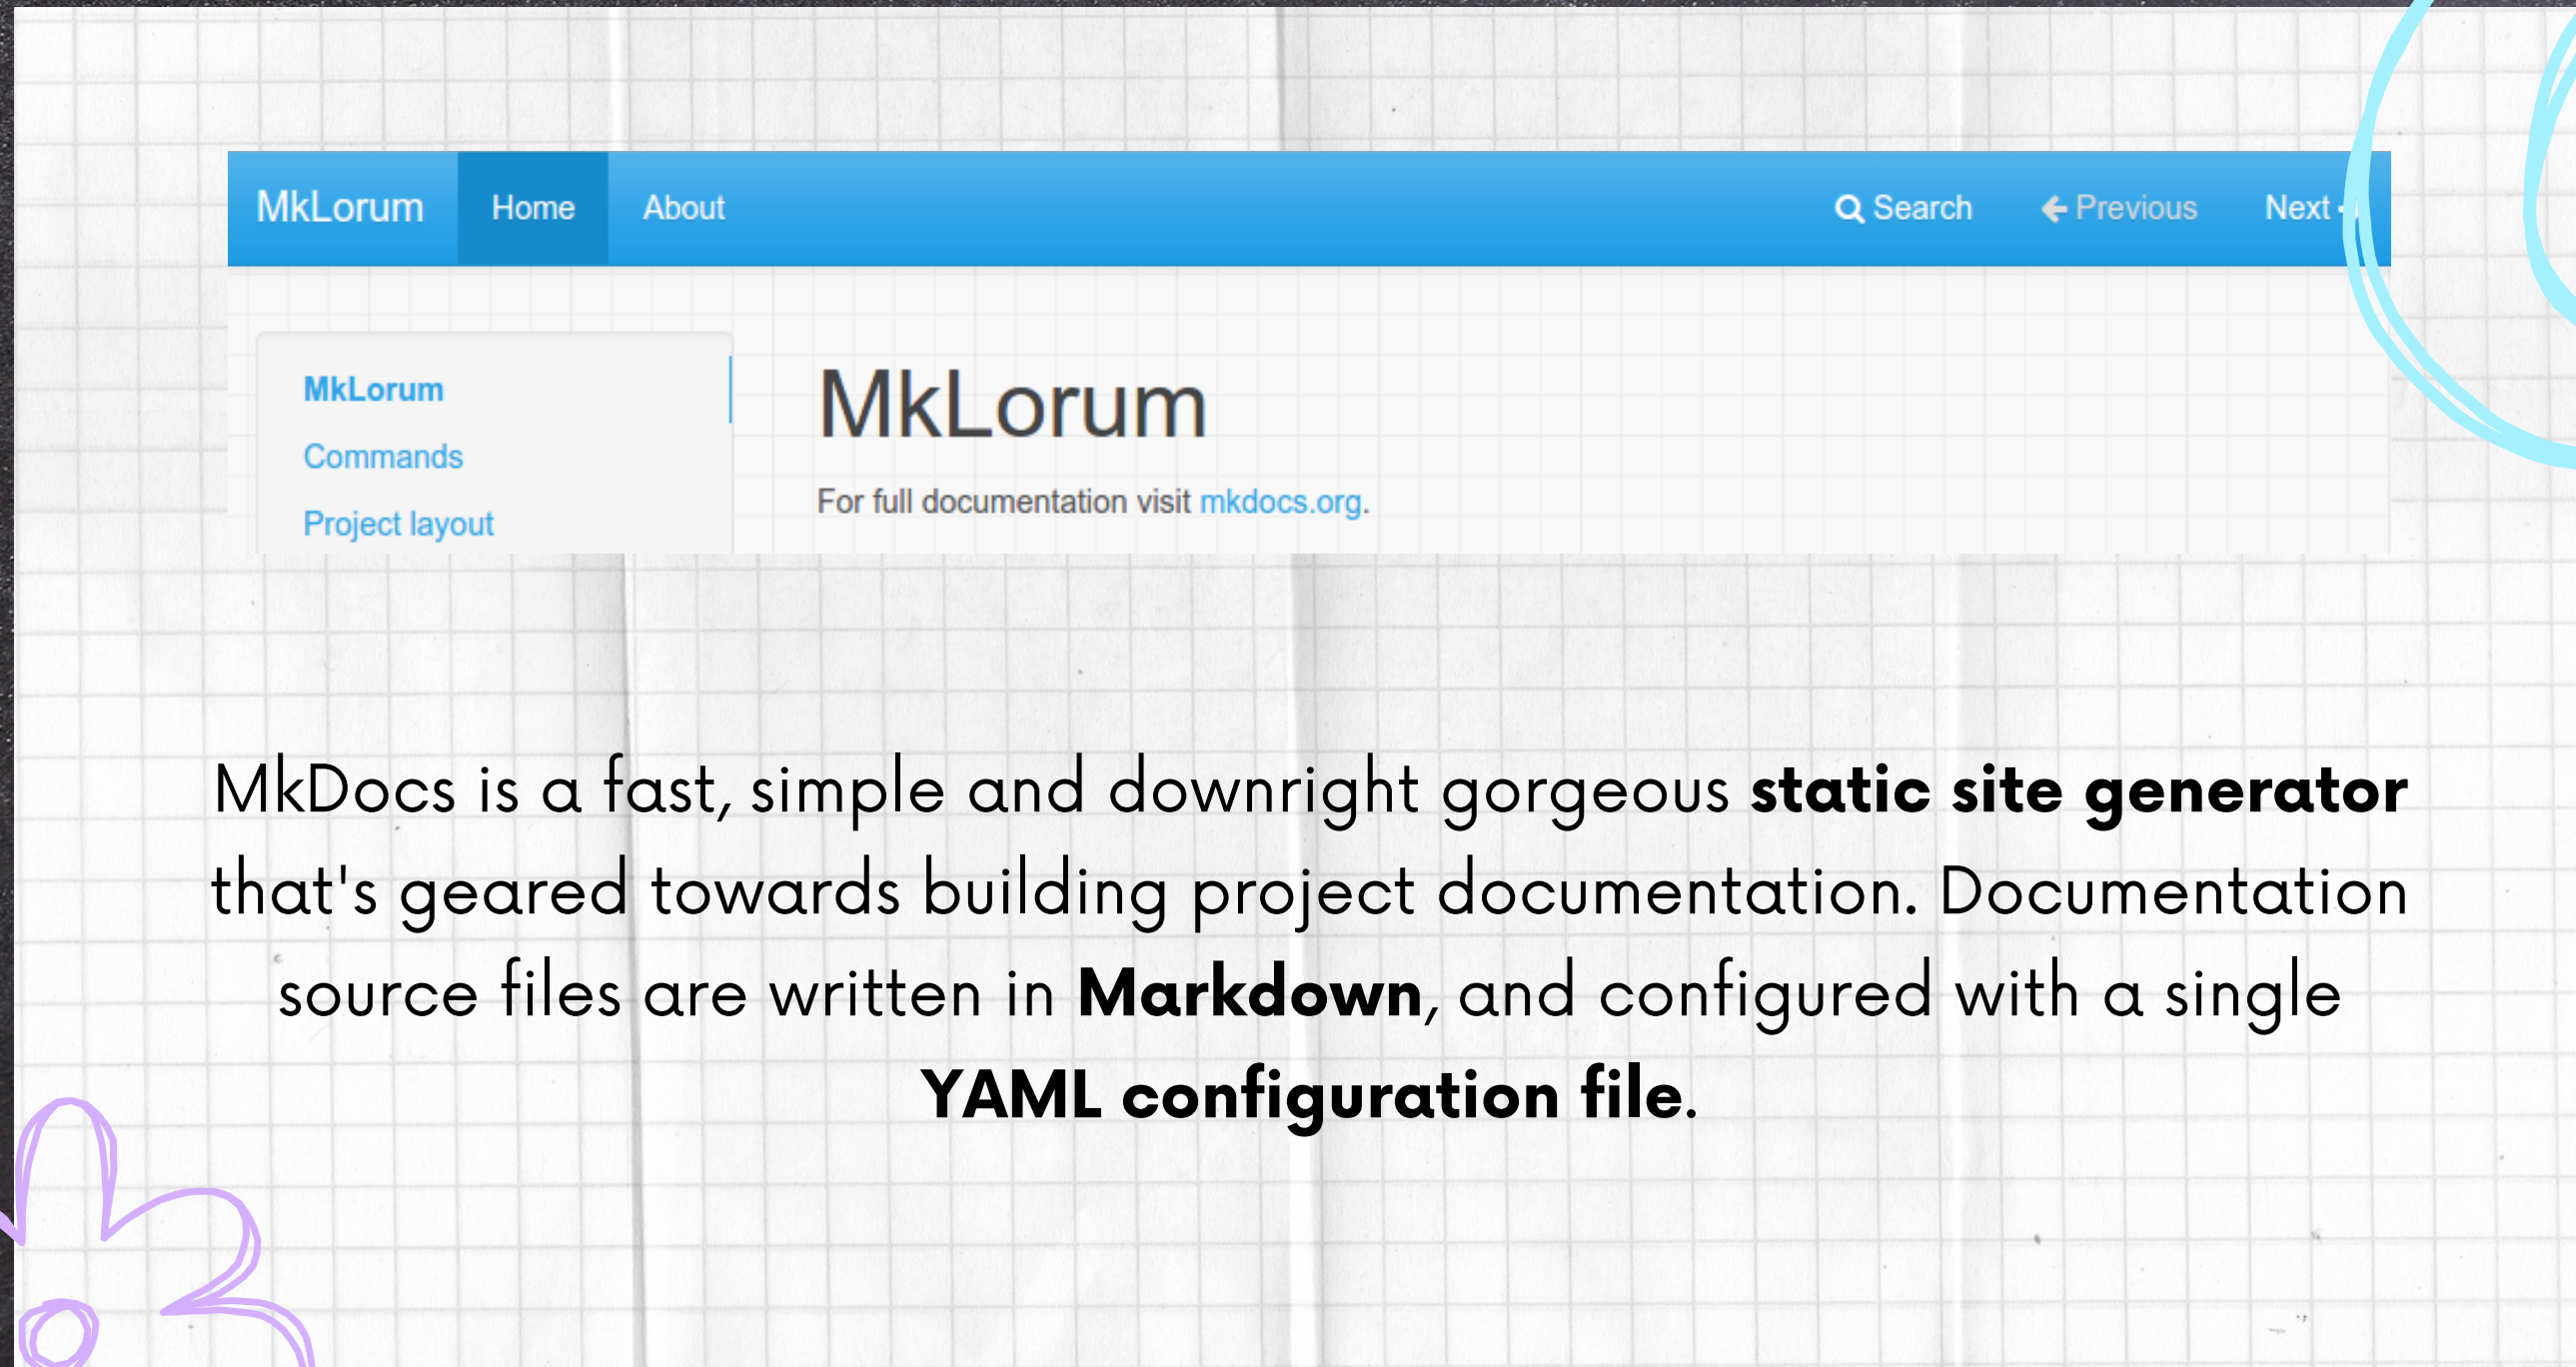 MkLorum Home About Search Previous Next
MkLorum
Commands
Project layout
MkLorum
For full documentation visit mkdocs.org.
MkDocs is a fast, simple and downright gorgeous static site generator
that's geared towards building project documentation. Documentation
source files are written in Markdown, and configured with a single
YAML configuration file.